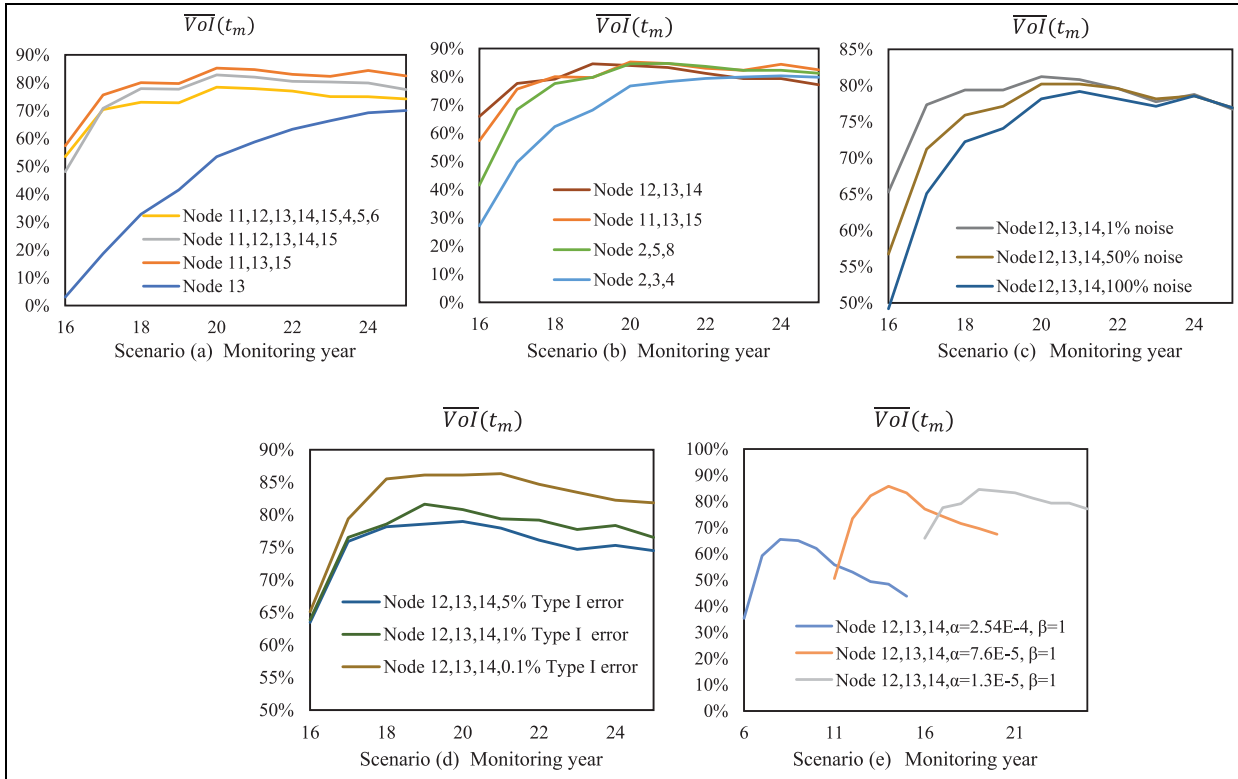 $\overline{VoI}(t_m)$
90%
80%
70%
60%
50%
40%
30%
20%
10%
0%
Node 11,12,13,14,15,4,5,6
Node 11,12,13,14,15
Node 11,13,15
Node 13
16 18 20 22 24
Scenario (a) Monitoring year
$\overline{VoI}(t_m)$
90%
80%
70%
60%
50%
40%
30%
20%
10%
0%
Node 12,13,14
Node 11,13,15
Node 2,5,8
Node 2,3,4
16 18 20 22 24
Scenario (b) Monitoring year
$\overline{VoI}(t_m)$
85%
80%
75%
70%
65%
60%
55%
50%
Node12,13,14,1% noise
Node12,13,14,50% noise
Node12,13,14,100% noise
16 18 20 22 24
Scenario (c) Monitoring year
$\overline{VoI}(t_m)$
90%
85%
80%
75%
70%
65%
60%
55%
50%
Node 12,13,14,5% Type I error
Node 12,13,14,1% Type I error
Node 12,13,14,0.1% Type I error
16 18 20 22 24
Scenario (d) Monitoring year
$\overline{VoI}(t_m)$
100%
90%
80%
70%
60%
50%
40%
30%
20%
10%
0%
Node 12,13,14,α=2.54E-4, β=1
Node 12,13,14,α=7.6E-5, β=1
Node 12,13,14,α=1.3E-5, β=1
6 11 16 21
Scenario (e) Monitoring year